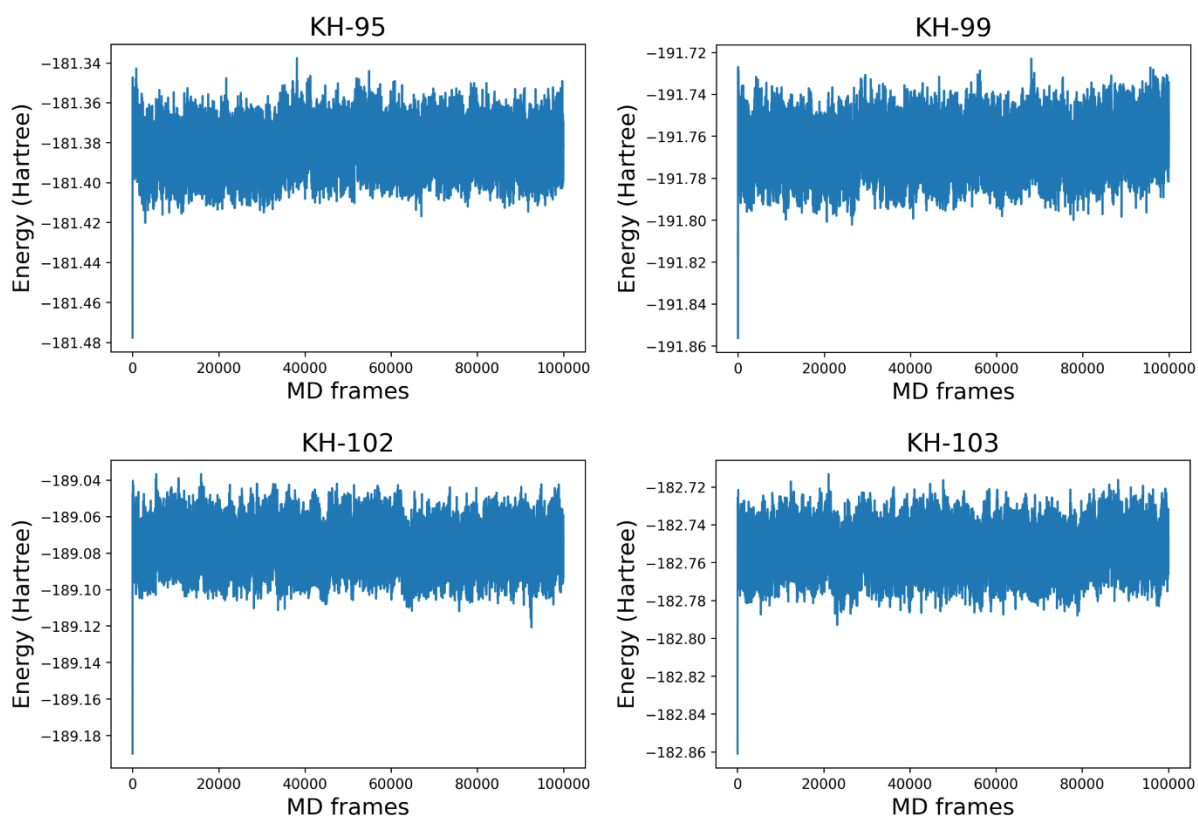 KH-95
Energy (Hartree)
−181.34
−181.36
−181.38
−181.40
−181.42
−181.44
−181.46
−181.48
0 20000 40000 60000 80000 100000
MD frames
KH-99
Energy (Hartree)
−191.72
−191.74
−191.76
−191.78
−191.80
−191.82
−191.84
−191.86
0 20000 40000 60000 80000 100000
MD frames
KH-102
Energy (Hartree)
−189.04
−189.06
−189.08
−189.10
−189.12
−189.14
−189.16
−189.18
0 20000 40000 60000 80000 100000
MD frames
KH-103
Energy (Hartree)
−182.72
−182.74
−182.76
−182.78
−182.80
−182.82
−182.84
−182.86
0 20000 40000 60000 80000 100000
MD frames